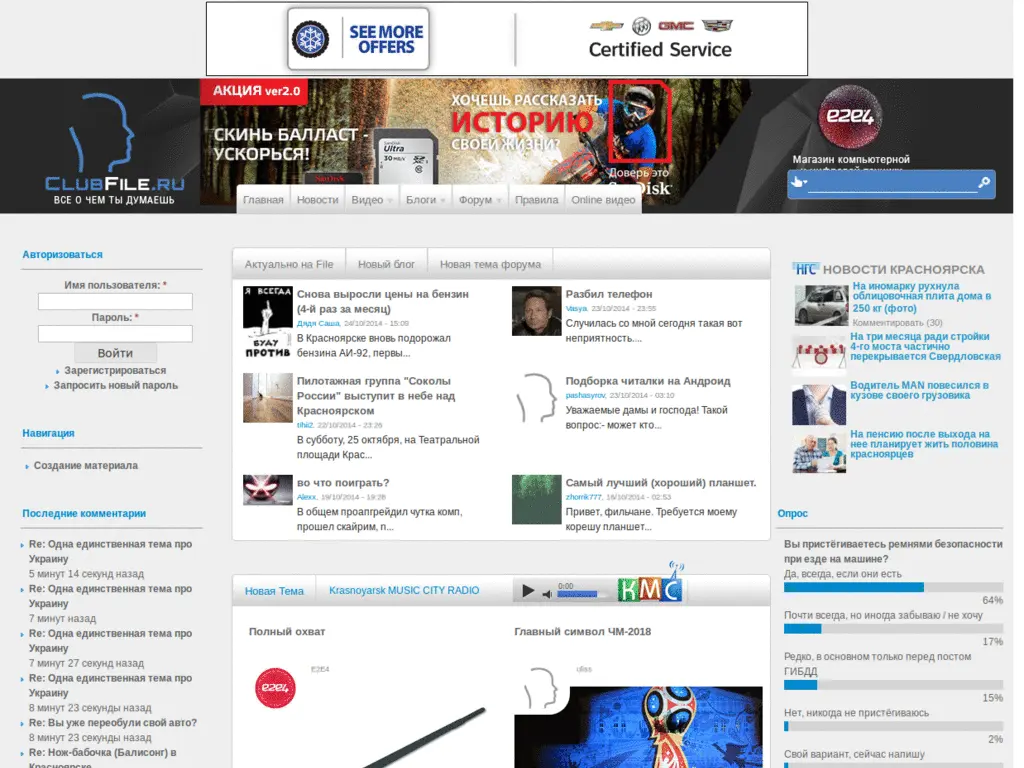 SEE MORE
OFFERS
GMC
Certified Service
АКЦИЯ ver2.0
СКИНЬ БАЛЛАСТ -
УСКОРЬСЯ!
SanDisk
Ultra
30 MB/s
ХОЧЕШЬ РАССКАЗАТЬ
ИСТОРИЮ
СВОЕЙ ЖИЗНИ?
Доверь это
SanDisk
e2e4
Магазин компьютерной
CLUBFILE.RU
ВСЕ О ЧЕМ ТЫ ДУМАЕШЬ
Главная
Новости
Видео
Блоги
Форум
Правила
Online видео
Авторизоваться
Имя пользователя: *
Пароль: *
Войти
Зарегистрироваться
Запросить новый пароль
Навигация
Создание материала
Последние комментарии
Re: Одна единственная тема про
Украину
5 минут 14 секунд назад
Re: Одна единственная тема про
Украину
7 минут назад
Re: Одна единственная тема про
Украину
7 минут 27 секунд назад
Re: Одна единственная тема про
Украину
8 минут 23 секунды назад
Re: Вы уже переобули свой авто?
8 минут 23 секунды назад
Re: Нож-бабочка (Балисонг) в
Красноярске
Актуально на File
Новый блог
Новая тема форума
Я ВСЕГДА
БУДУ
ПРОТИВ
Снова выросли цены на бензин
(4-й раз за месяц)
Дядя Саша, 24/10/2014 - 15:09
В Красноярске вновь подорожал
бензина АИ-92, первы...
Разбил телефон
Vasya, 23/10/2014 - 23:55
Случилась со мной сегодня такая вот
неприятность....
Пилотажная группа "Соколы
России" выступит в небе над
Красноярском
tihi2, 22/10/2014 - 23:26
В субботу, 25 октября, на Театральной
площади Крас...
Подборка читалки на Андроид
pashasyrov, 23/10/2014 - 03:10
Уважаемые дамы и господа! Такой
вопрос:- может кто...
во что поиграть?
Alexx, 19/10/2014 - 19:28
В общем проапгрейдил чутка комп,
прошел скайрим, п...
Самый лучший (хороший) планшет.
zhorrik777, 16/10/2014 - 02:53
Привет, фильчане. Требуется моему
корешу планшет...
Новая Тема
Krasnoyarsk MUSIC CITY RADIO
0:00
КМС
Полный охват
e2e4
E2E4
Главный символ ЧМ-2018
uliss
НГС НОВОСТИ КРАСНОЯРСКА
На иномарку рухнула
облицовочная плита дома в
250 кг (фото)
Комментировать (30)
На три месяца ради стройки
4-го моста частично
перекрывается Свердловская
Водитель MAN повесился в
кузове своего грузовика
На пенсию после выхода на
нее планирует жить половина
красноярцев
Опрос
Вы пристёгиваетесь ремнями безопасности
при езде на машине?
Да, всегда, если они есть
64%
Почти всегда, но иногда забываю / не хочу
17%
Редко, в основном только перед постом
ГИБДД
15%
Нет, никогда не пристёгиваюсь
2%
Свой вариант, сейчас напишу